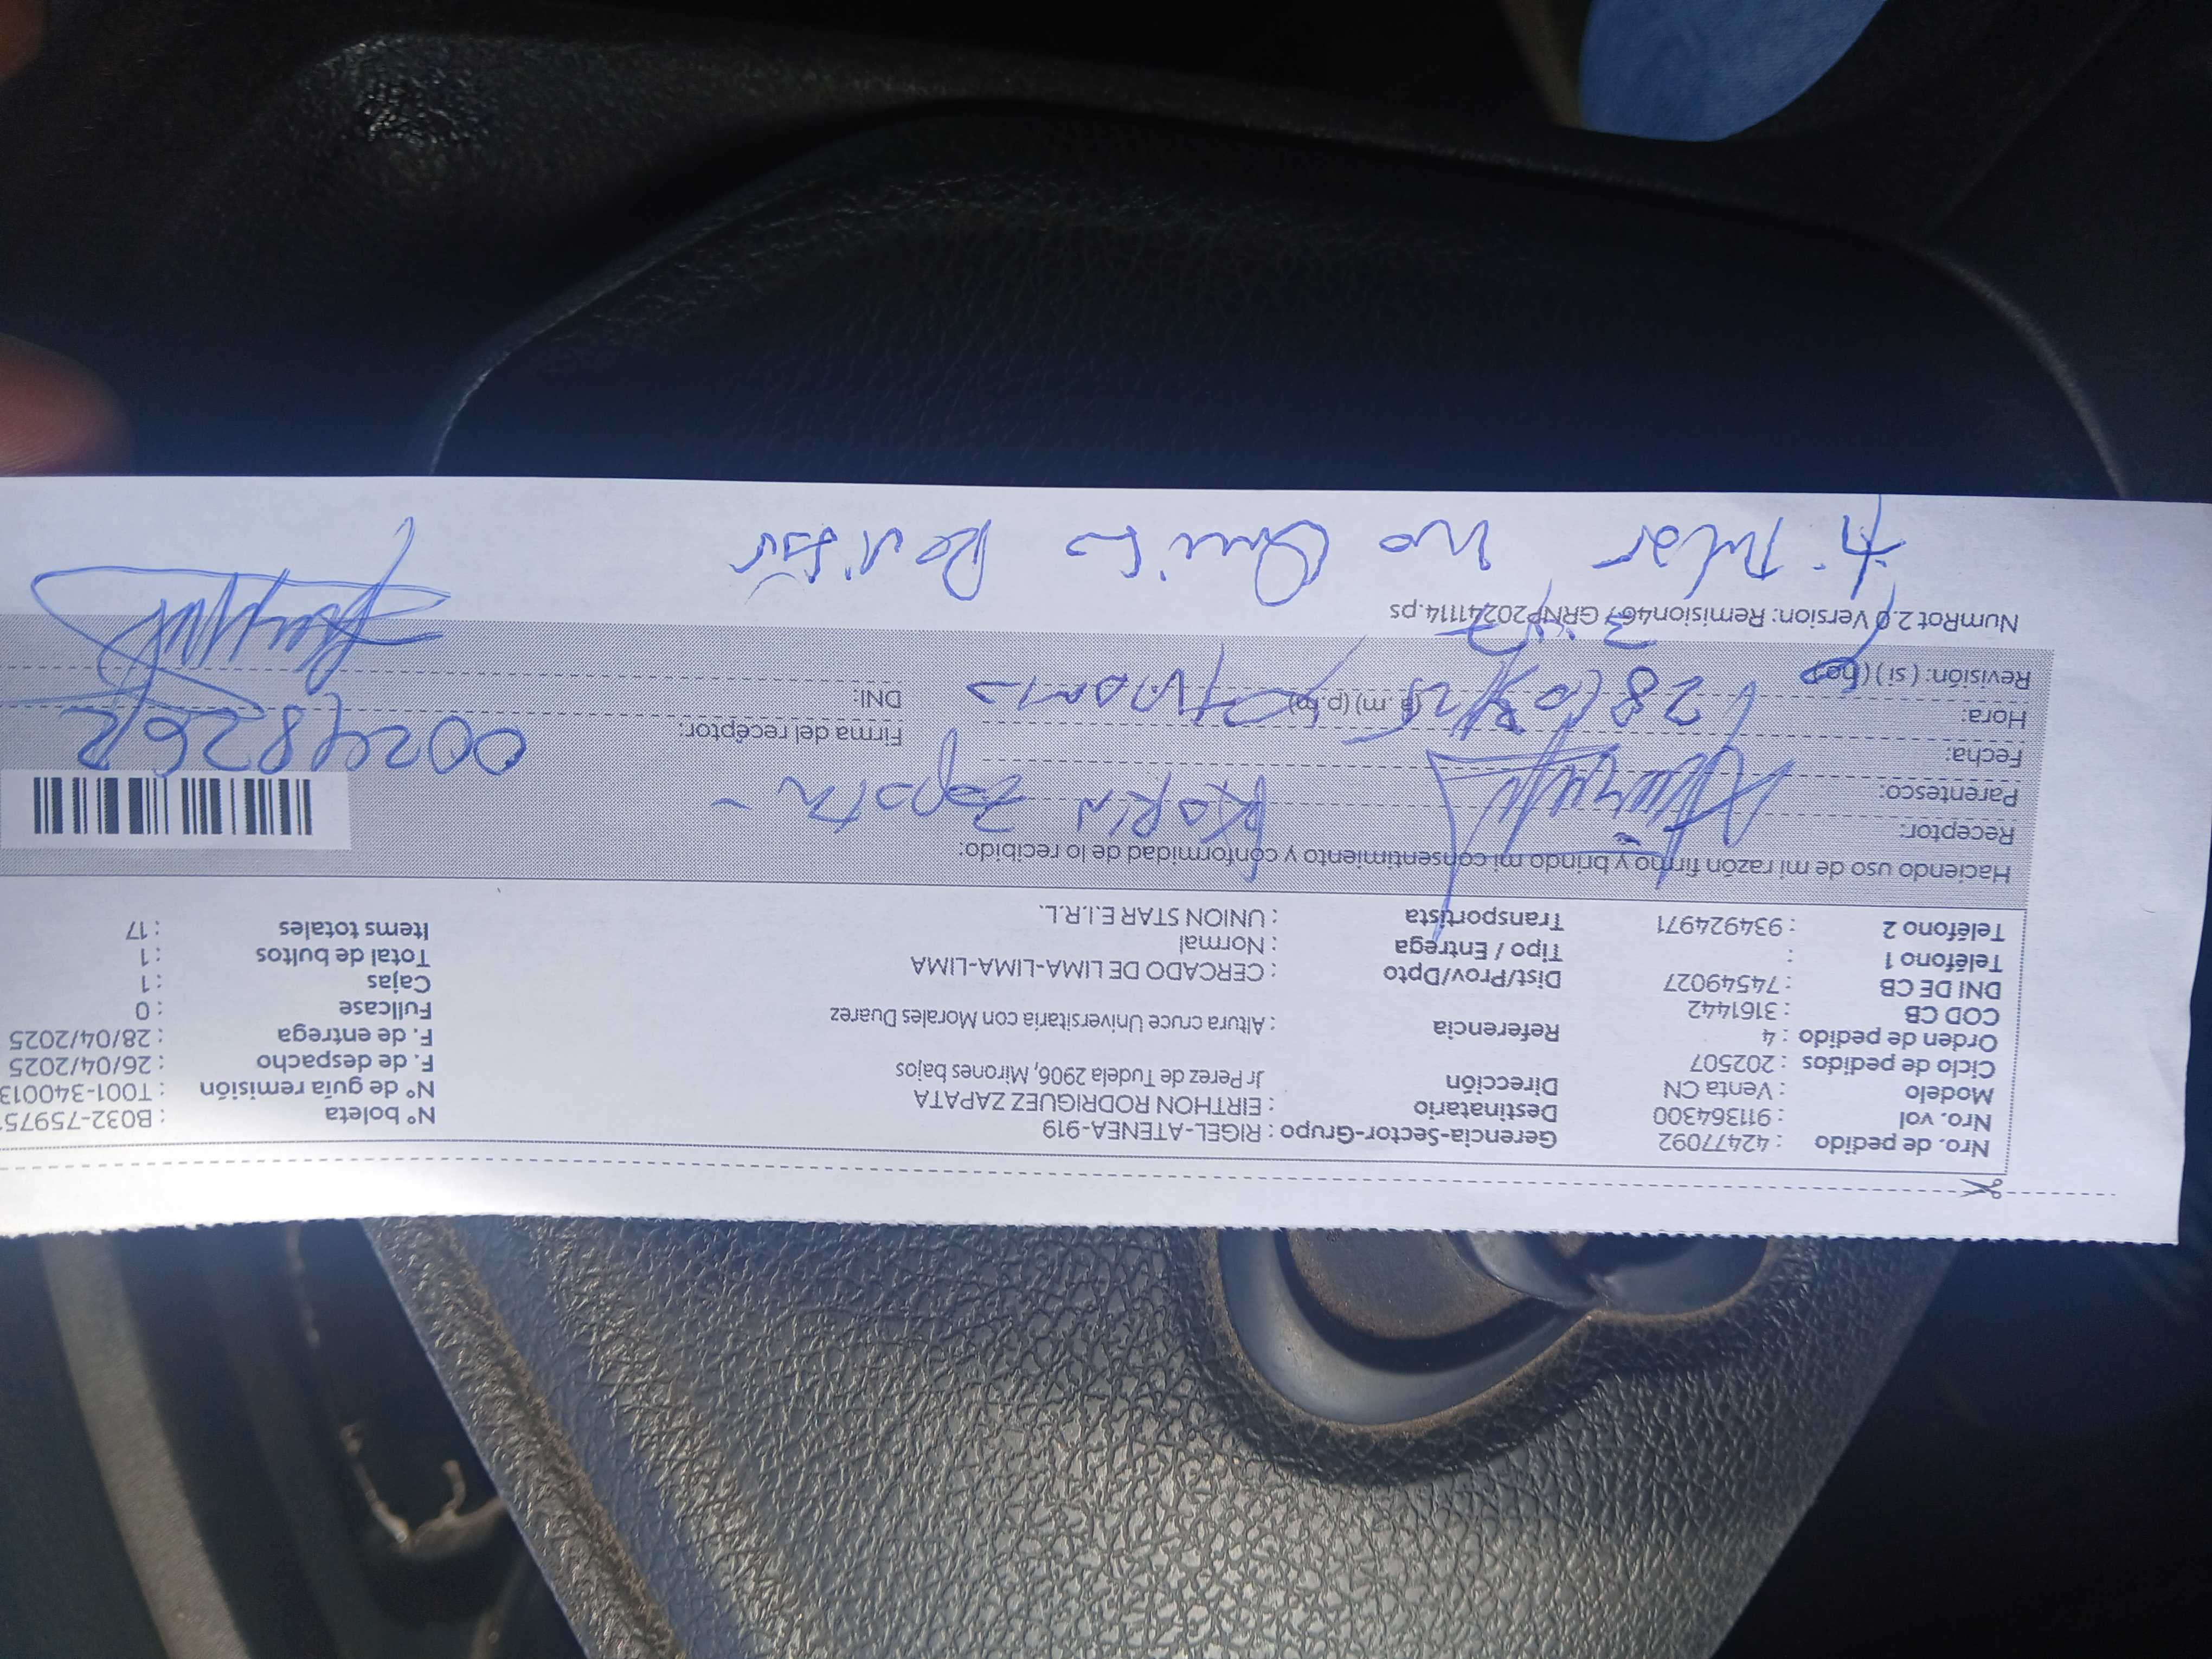 Nro. de pedido : 42477092 Gerencia-Sector-Grupo : RIGEL-ATENEA-919 N° boleta : B032-75975
Nro. vol : 911364300 Destinatario : EIRTHON RODRIGUEZ ZAPATA N° de guía remisión : T001-340013
Modelo : Venta CN Dirección Jr Perez de Tudela 2906, Mirones bajos F. de despacho : 26/04/2025
Ciclo de pedidos : 202507 F. de entrega : 28/04/2025
Orden de pedido : 4 Referencia : Altura cruce Universitaria con Morales Duarez Fullcase : 0
COD CB : 3161442 Cajas : 1
DNI DE CB : 74549027 Dist/Prov/Dpto : CERCADO DE LIMA-LIMA-LIMA Total de bultos : 1
Teléfono 1 : Tipo / Entrega : Normal Items totales : 17
Teléfono 2 : 934924971 Transportista : UNION STAR E.I.R.L.
Haciendo uso de mi razón firmo y brindo mi consentimiento y conformidad de lo recibido:
Receptor: Zapata
Parentesco:
Fecha: Firma del receptor:
Hora: (a. m) (p. m) DNI:
Revisión: ( si ) ( no )
NumRot 2.0 Version: Remision467 GRNP20241114.ps
Titular no Quiso Revisar